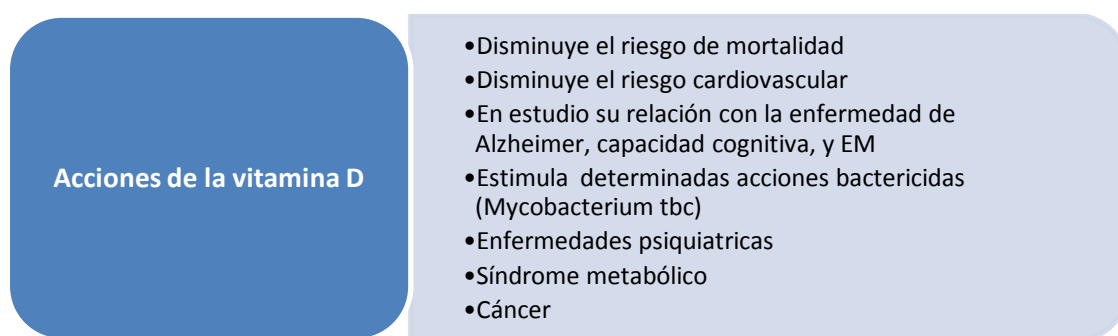 Acciones de la vitamina D
•Disminuye el riesgo de mortalidad
•Disminuye el riesgo cardiovascular
•En estudio su relación con la enfermedad de
Alzheimer, capacidad cognitiva, y EM
•Estimula  determinadas acciones bactericidas
(Mycobacterium tbc)
•Enfermedades psiquiatricas
•Síndrome metabólico
•Cáncer